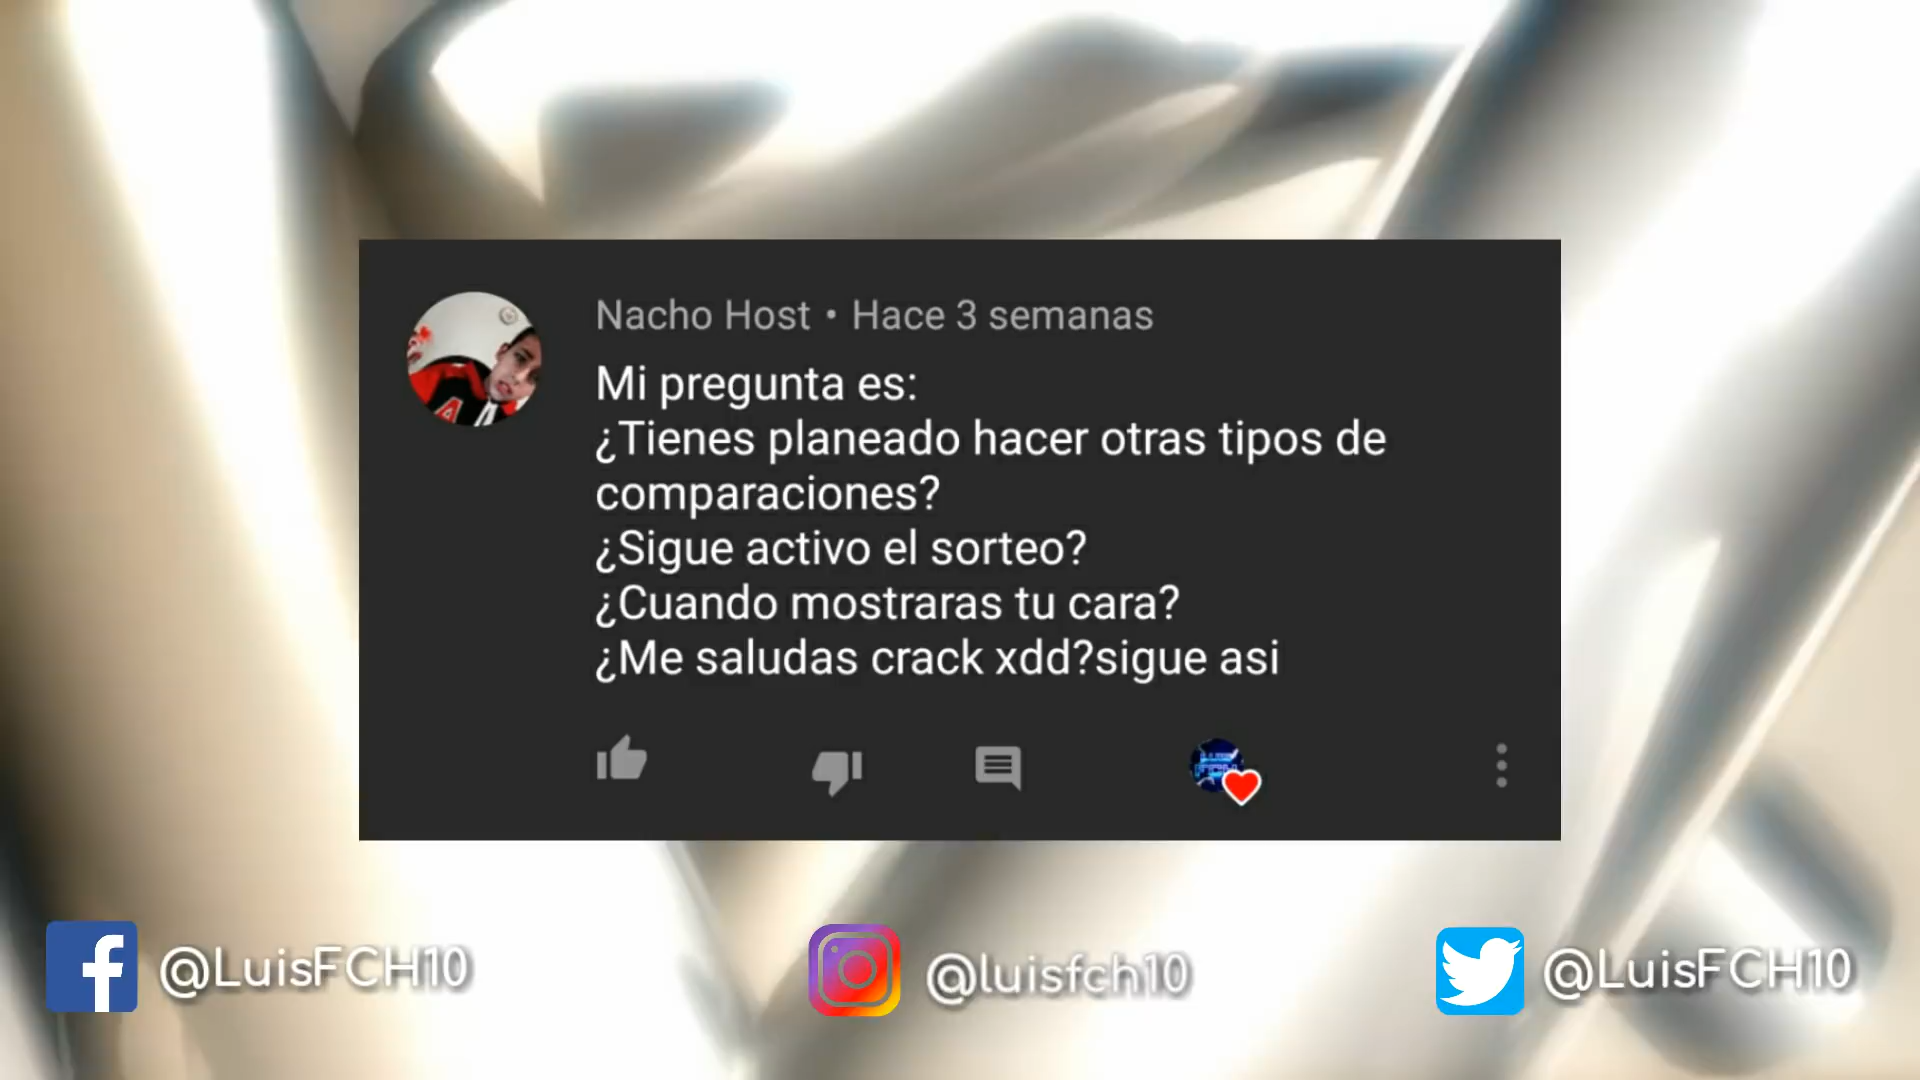 Nacho Host • Hace 3 semanas
Mi pregunta es:
¿Tienes planeado hacer otras tipos de
comparaciones?
¿Sigue activo el sorteo?
¿Cuando mostraras tu cara?
¿Me saludas crack xdd?sigue asi
@LuisFCH10
@luisfch10
@LuisFCH10